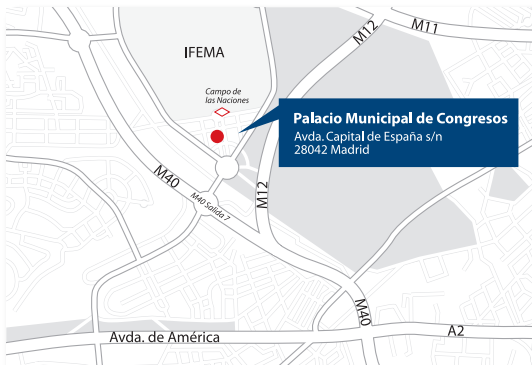 M12
M11
IFEMA
Campo de
las Naciones
Palacio Municipal de Congresos
Avda. Capital de España s/n
28042 Madrid
M40
M12
M40 Salida 7
M40
Avda. de América
A2